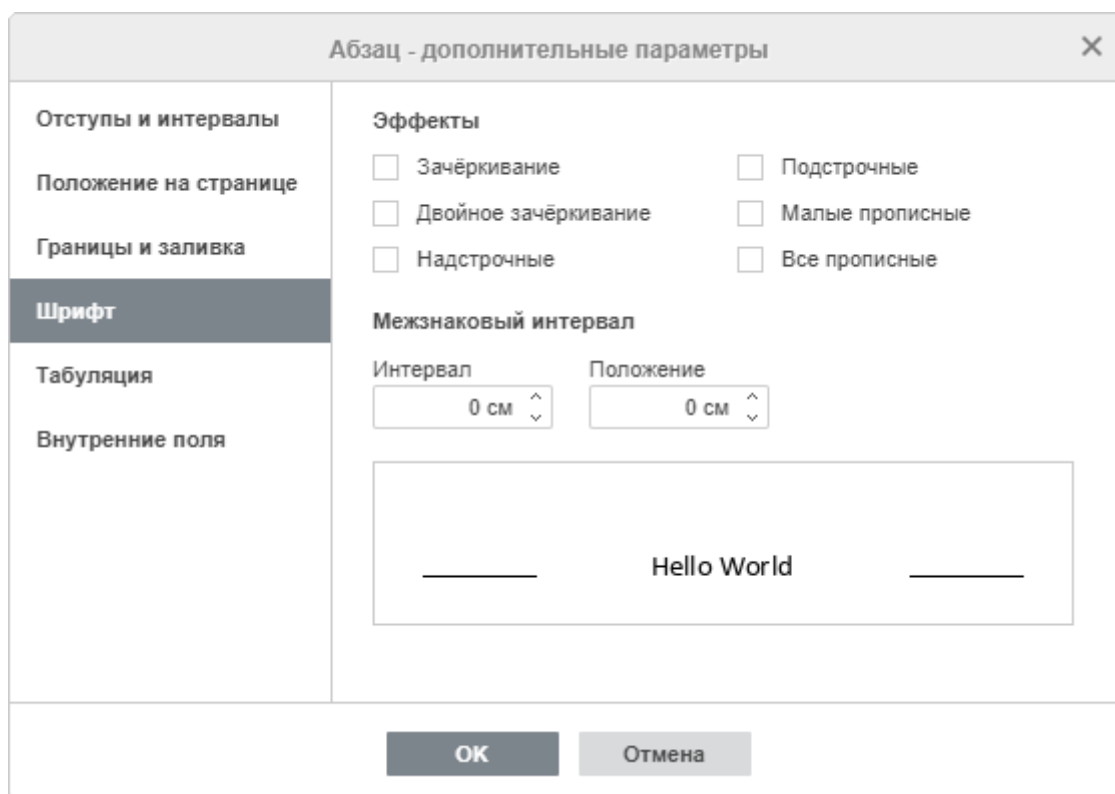 Абзац - дополнительные параметры
Отступы и интервалы
Положение на странице
Границы и заливка
Шрифт
Табуляция
Внутренние поля
Эффекты
Зачёркивание
Подстрочные
Двойное зачёркивание
Малые прописные
Надстрочные
Все прописные
Межзнаковый интервал
Интервал
Положение
0 см
0 см
Hello World
OK
Отмена